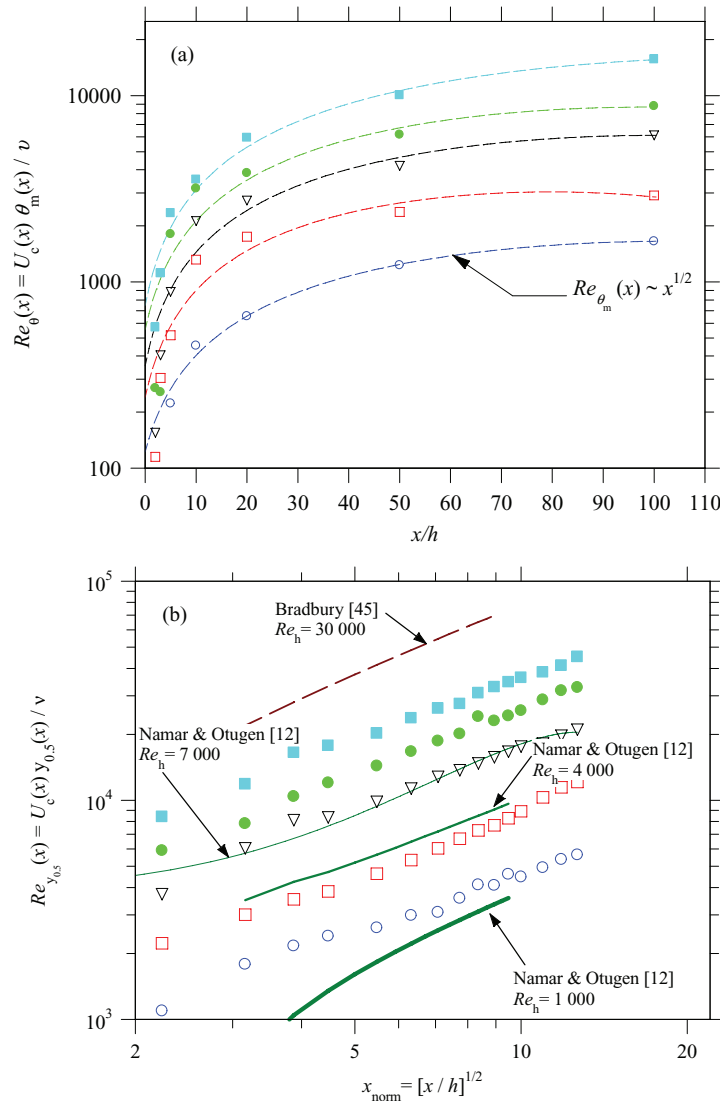 (a)
10000
1000
100
Re_θ(x) = U_c(x) θ_m(x) / υ
Re_θm (x) ~ x^1/2
0 10 20 30 40 50 60 70 80 90 100 110
x/h
(b)
10^5
10^4
10^3
Re_y0.5(x) = U_c(x) y_0.5(x) / ν
Bradbury [45]
Re_h= 30 000
Namar & Otugen [12]
Re_h= 7 000
Namar & Otugen [12]
Re_h= 4 000
Namar & Otugen [12]
Re_h= 1 000
2 5 10 20
x_norm= [x / h]^1/2